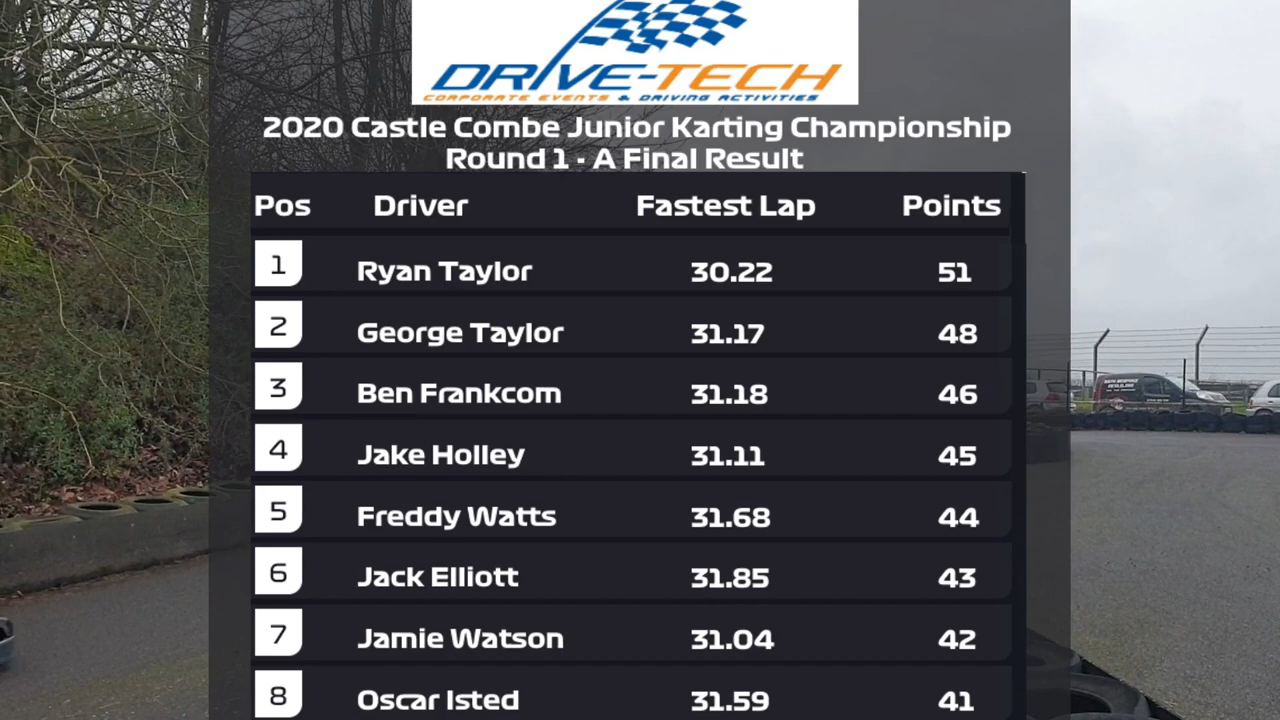 DRIVE-TECH
CORPORATE EVENTS & DRIVING ACTIVITIES
2020 Castle Combe Junior Karting Championship
Round 1 - A Final Result
Pos Driver Fastest Lap Points
1 Ryan Taylor 30.22 51
2 George Taylor 31.17 48
3 Ben Frankcom 31.18 46
4 Jake Holley 31.11 45
5 Freddy Watts 31.68 44
6 Jack Elliott 31.85 43
7 Jamie Watson 31.04 42
8 Oscar Isted 31.59 41